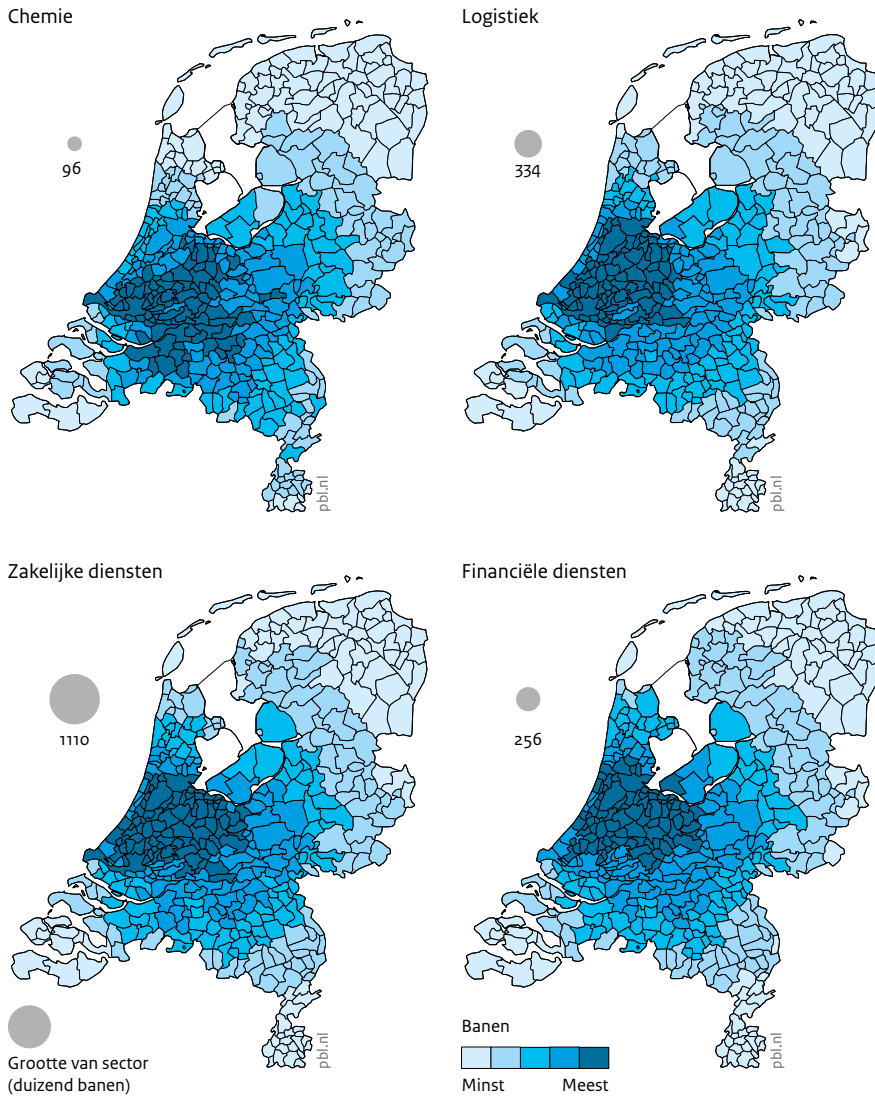 Chemie
96
pbl.nl
Logistiek
334
pbl.nl
Zakelijke diensten
1110
pbl.nl
Grootte van sector
(duizend banen)
Financiële diensten
256
pbl.nl
Banen
Minst Meest